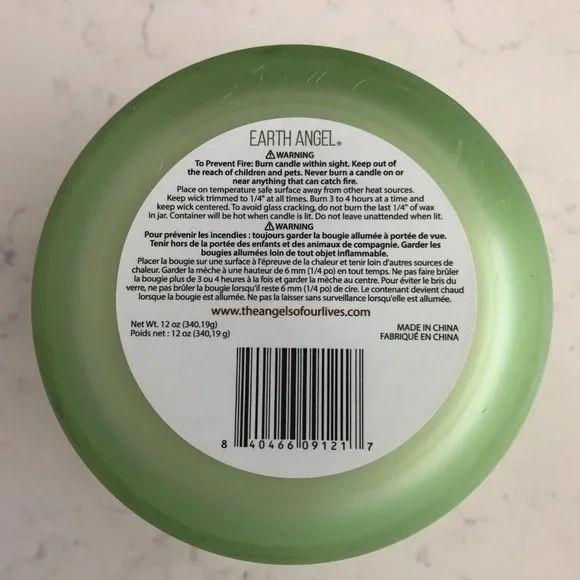 EARTH ANGEL®
⚠WARNING
To Prevent Fire: Burn candle within sight. Keep out of
the reach of children and pets. Never burn a candle on or
near anything that can catch fire.
Place on temperature safe surface away from other heat sources.
Keep wick trimmed to 1/4" at all times. Burn 3 to 4 hours at a time and
keep wick centered. To avoid glass cracking, do not burn the last 1/4" of wax
in jar. Container will be hot when candle is lit. Do not leave unattended when lit.
⚠WARNING
Pour prévenir les incendies : toujours garder la bougie allumée à portée de vue.
Tenir hors de la portée des enfants et des animaux de compagnie. Garder les
bougies allumées loin de tout objet inflammable.
Placer la bougie sur une surface à l'épreuve de la chaleur et tenir loin d'autres sources de
chaleur. Garder la mèche à une hauteur de 6 mm (1/4 po) en tout temps. Ne pas faire brûler
la bougie plus de 3 ou 4 heures à la fois et garder la mèche au centre. Pour éviter le bris du
verre, ne pas brûler la bougie lorsqu'il reste 6 mm (1/4 po) de cire. Le contenant devient chaud
lorsque la bougie est allumée. Ne pas la laisser sans surveillance lorsqu'elle est allumée.
www.theangelsofourlives.com
Net Wt. 12 oz (340.19g)
Poids net : 12 oz (340,19 g)
MADE IN CHINA
FABRIQUÉ EN CHINA
8 40466 09121 7